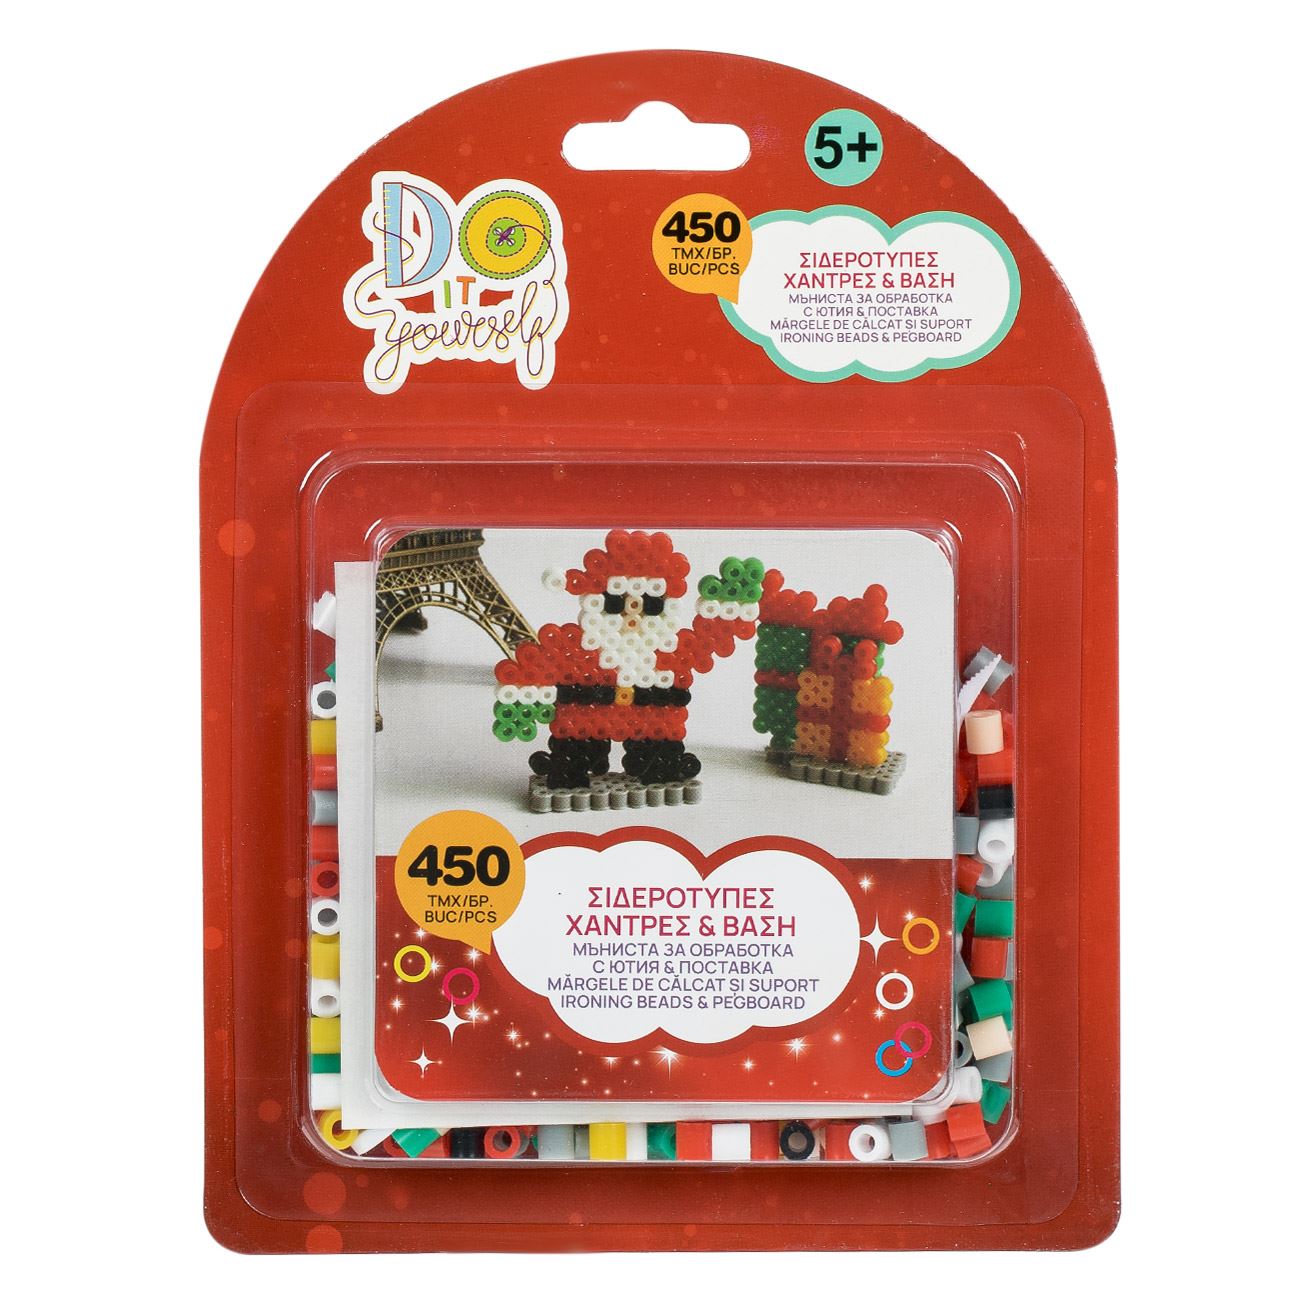 5+
DO
IT
Yourself
450
ΤΜΧ/БР.
BUC/PCS
ΣΙΔΕΡΟΤΥΠΕΣ
ΧΑΝΤΡΕΣ & ΒΑΣΗ
МЪНИСТА ЗА ОБРАБОТКА
С ЮТИЯ & ПОСТАВКА
MĂRGELE DE CĂLCAT ȘI SUPORT
IRONING BEADS & PEGBOARD
450
ΤΜΧ/БР.
BUC/PCS
ΣΙΔΕΡΟΤΥΠΕΣ
ΧΑΝΤΡΕΣ & ΒΑΣΗ
МЪНИСТА ЗА ОБРАБОТКА
С ЮТИЯ & ПОСТАВКА
MĂRGELE DE CĂLCAT ȘI SUPORT
IRONING BEADS & PEGBOARD